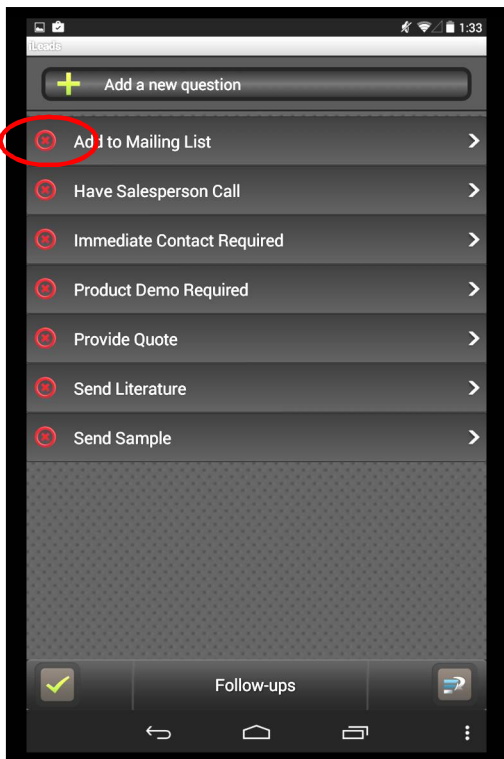 1:33
iLeads
Add a new question
Add to Mailing List
Have Salesperson Call
Immediate Contact Required
Product Demo Required
Provide Quote
Send Literature
Send Sample
Follow-ups